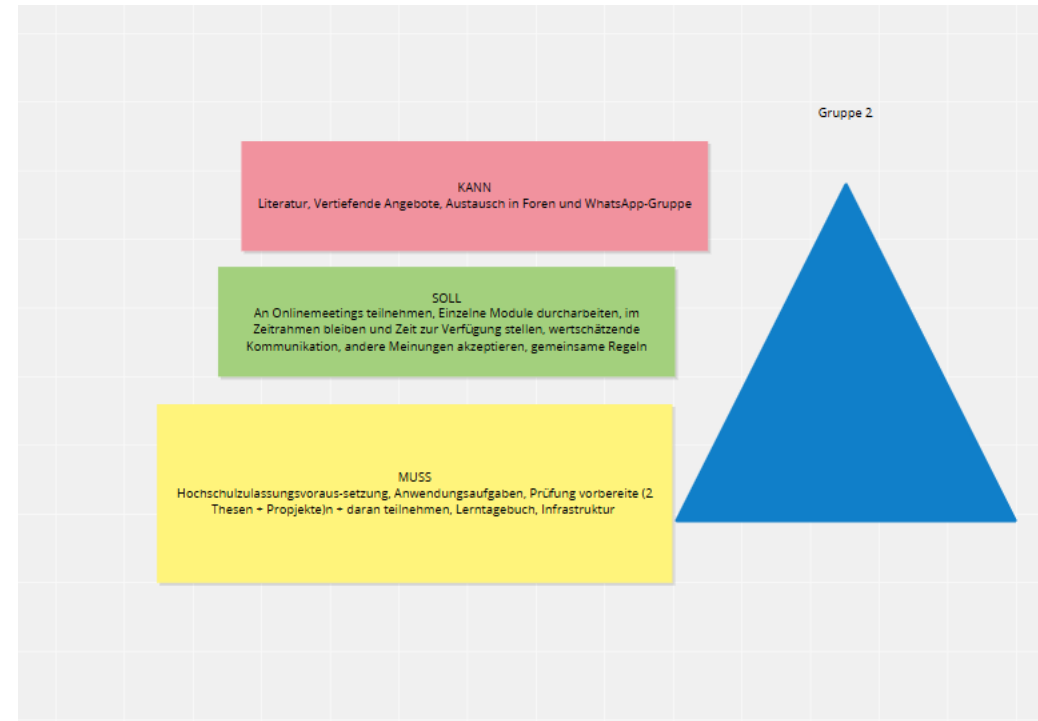 Gruppe 2
KANN
Literatur, Vertiefende Angebote, Austausch in Foren und WhatsApp-Gruppe
SOLL
An Onlinemeetings teilnehmen, Einzelne Module durcharbeiten, im
Zeitrahmen bleiben und Zeit zur Verfügung stellen, wertschätzende
Kommunikation, andere Meinungen akzeptieren, gemeinsame Regeln
MUSS
Hochschulzulassungsvoraus-setzung, Anwendungsaufgaben, Prüfung vorbereite (2
Thesen + Propjekte)n + daran teilnehmen, Lerntagebuch, Infrastruktur